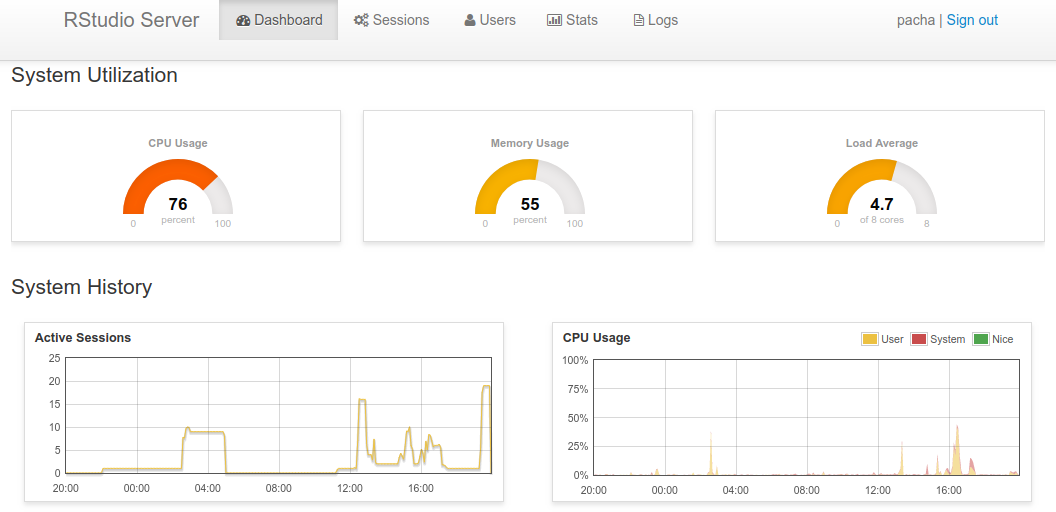 RStudio Server Dashboard Sessions Users Stats Logs pacha | Sign out
System Utilization
CPU Usage
76
percent
0 100
Memory Usage
55
percent
0 100
Load Average
4.7
of 8 cores
0 8
System History
Active Sessions
25
20
15
10
5
0
20:00 00:00 04:00 08:00 12:00 16:00
CPU Usage User System Nice
100%
75%
50%
25%
0%
20:00 00:00 04:00 08:00 12:00 16:00